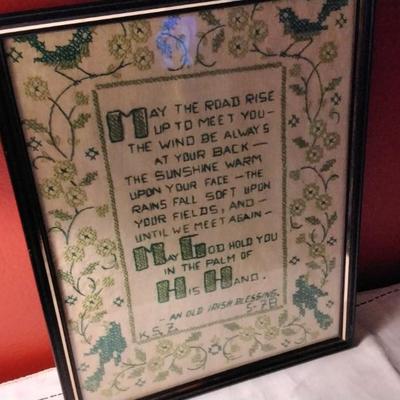 MAY THE ROAD RISE
UP TO MEET YOU —
THE WIND BE ALWAYS
AT YOUR BACK —
THE SUNSHINE WARM
UPON YOUR FACE — THE
RAINS FALL SOFT UPON
YOUR FIELDS, AND —
UNTIL WE MEET AGAIN —
MAY GOD HOLD YOU
IN THE PALM OF
HIS HAND.
— AN OLD IRISH BLESSING.
K.S.Z. 5-78